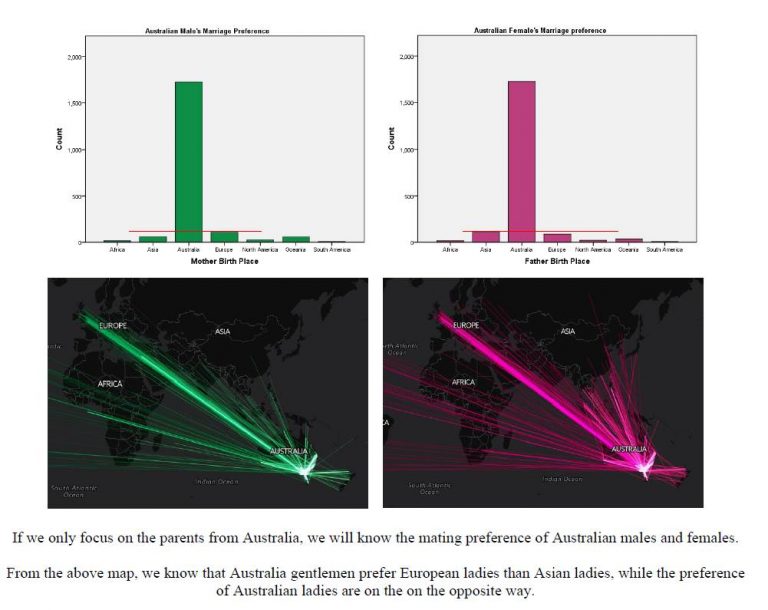 Australian Male's Marriage Preference
2,000
1,500
1,000
500
0
Count
Africa Asia Australia Europe North America Oceania South America
Mother Birth Place
Australian Female's Marriage preference
2,000
1,500
1,000
500
0
Count
Africa Asia Australia Europe North America Oceania South America
Father Birth Place
EUROPE
ASIA
AFRICA
AUSTRALIA
South Atlantic
Ocean
Indian Ocean
EUROPE
ASIA
North Atlantic
Ocean
AFRICA
CA
AUSTRALIA
South Atlantic
Ocean
Indian Ocean
If we only focus on the parents from Australia, we will know the mating preference of Australian males and females.
From the above map, we know that Australia gentlemen prefer European ladies than Asian ladies, while the preference
of Australian ladies are on the on the opposite way.